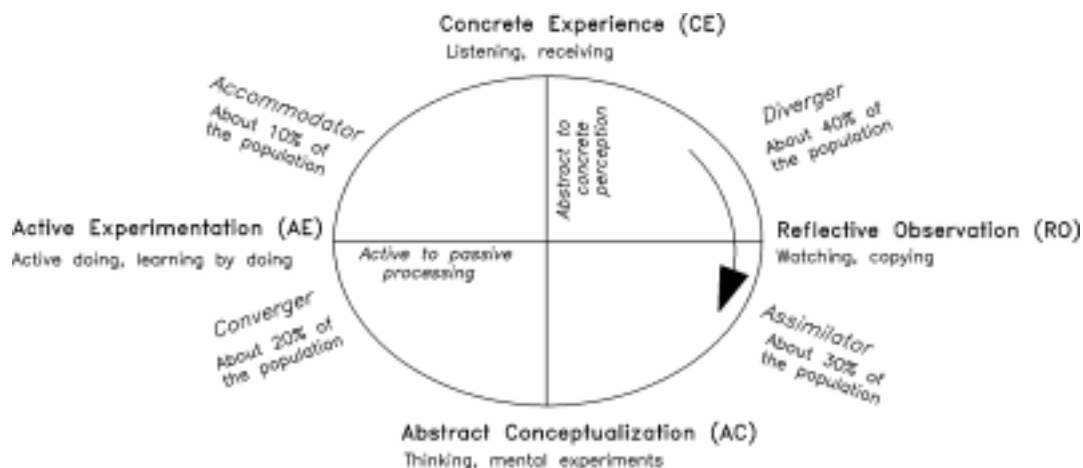 Concrete Experience (CE)
Listening, receiving
Accommodator
About 10% of
the population
Diverger
About 40% of
the population
Abstract to
concrete
perception
Active Experimentation (AE)
Active doing, learning by doing
Active to passive
processing
Reflective Observation (RO)
Watching, copying
Converger
About 20% of
the population
Assimilator
About 30% of
the population
Abstract Conceptualization (AC)
Thinking, mental experiments